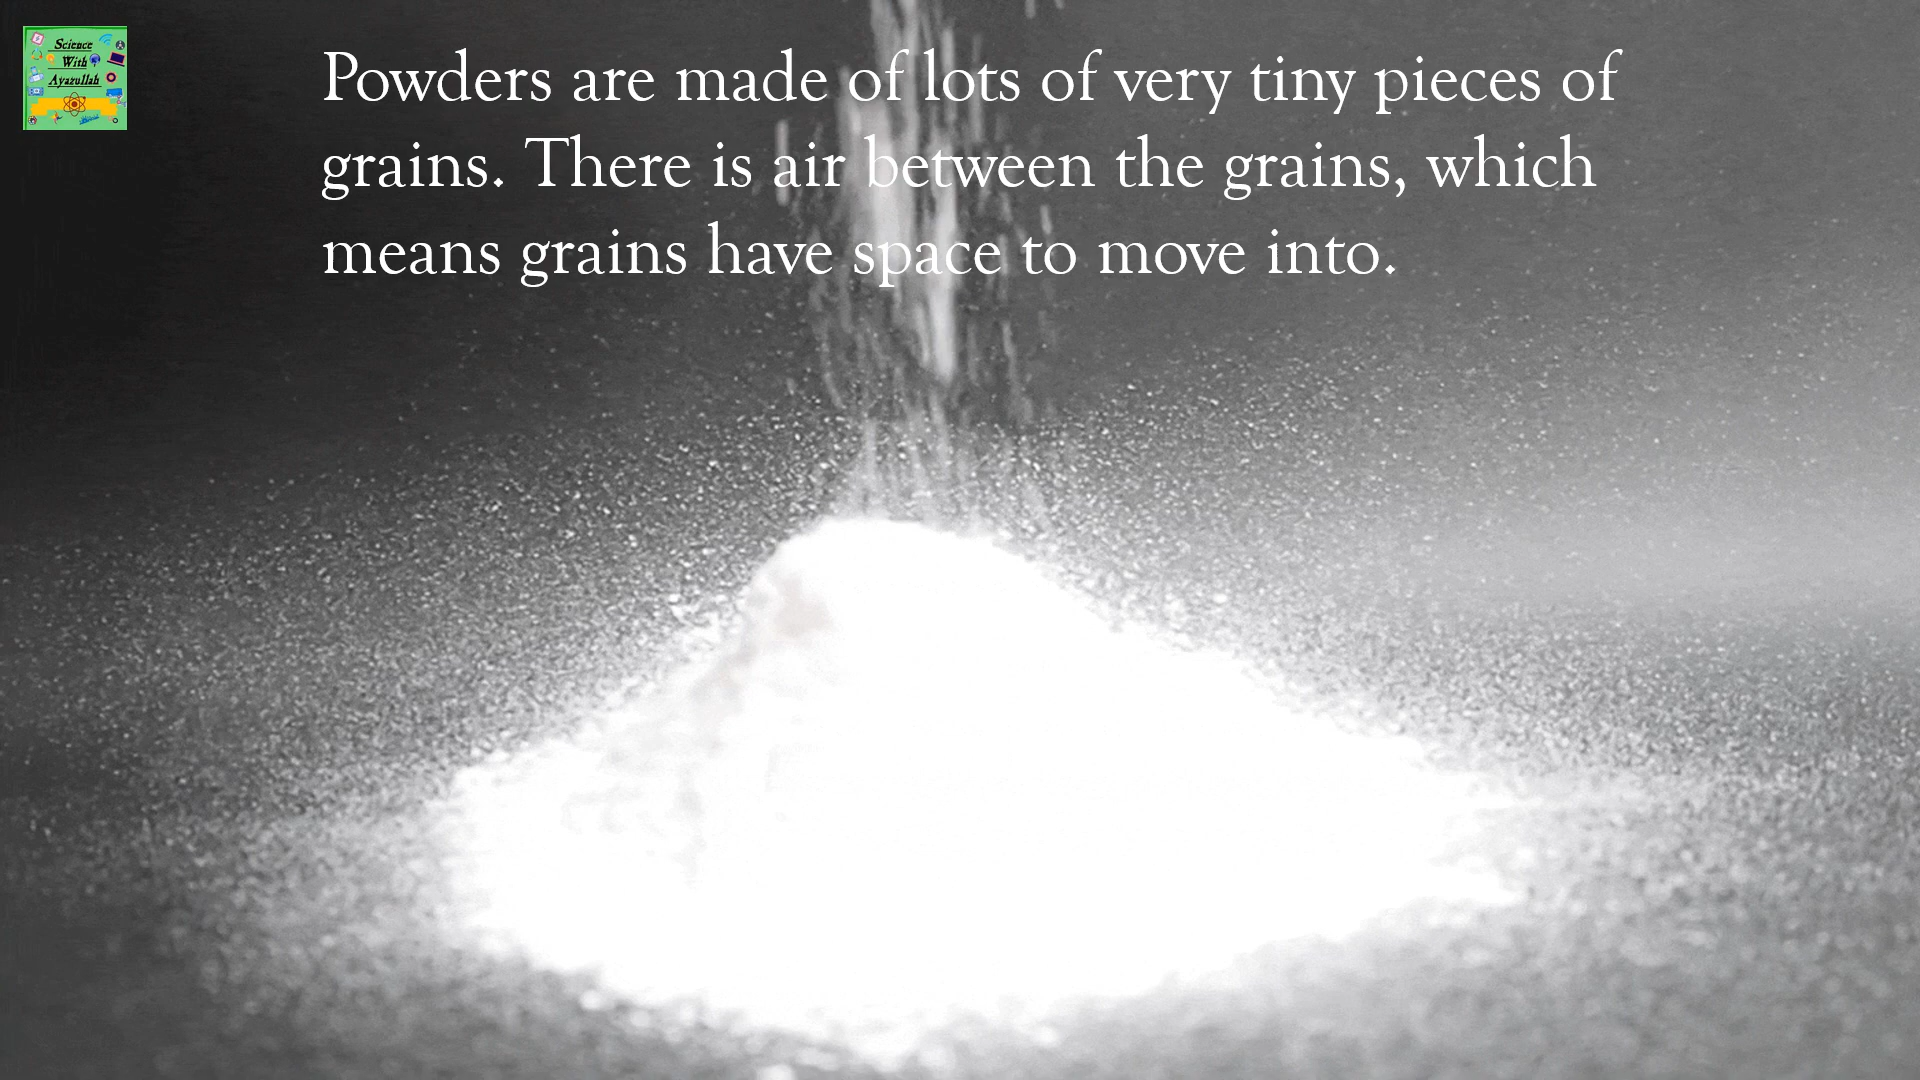 Science
With
Ayazullah
Powders are made of lots of very tiny pieces of
grains. There is air between the grains, which
means grains have space to move into.